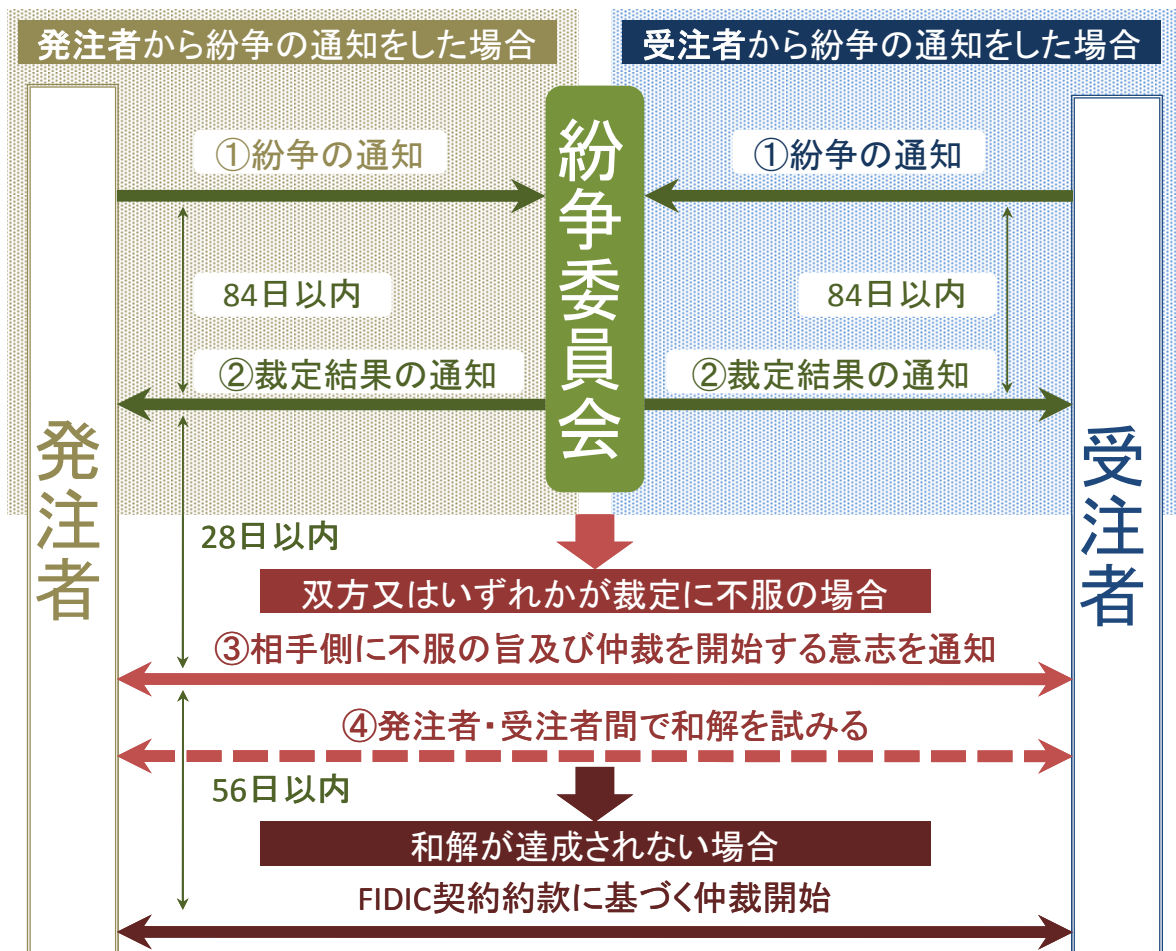 発注者から紛争の通知をした場合
受注者から紛争の通知をした場合
紛争委員会
①紛争の通知
①紛争の通知
84日以内
84日以内
②裁定結果の通知
②裁定結果の通知
発注者
受注者
28日以内
双方又はいずれかが裁定に不服の場合
③相手側に不服の旨及び仲裁を開始する意志を通知
④発注者・受注者間で和解を試みる
56日以内
和解が達成されない場合
FIDIC契約約款に基づく仲裁開始